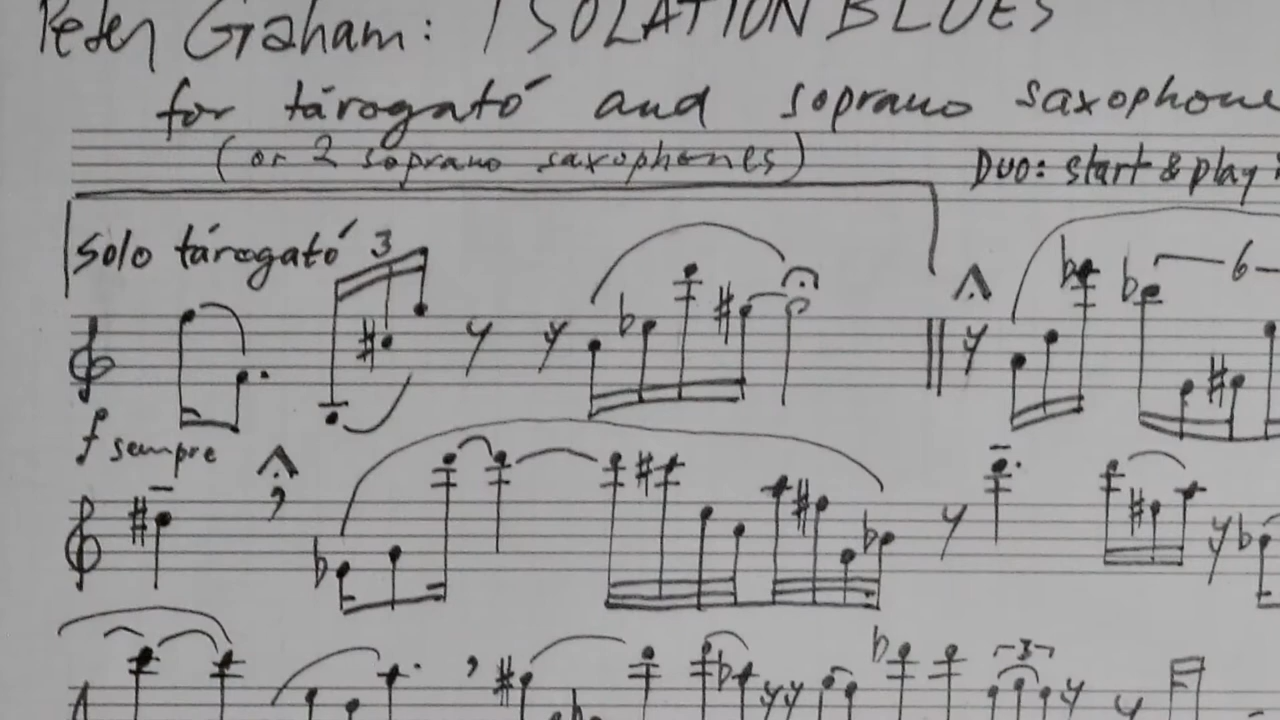 Peter Graham: ISOLATION BLUES
for tárogató and soprano saxophone
(or 2 soprano saxophones)
Duo: start & play
Solo tárogató 3
6
f sempre
3